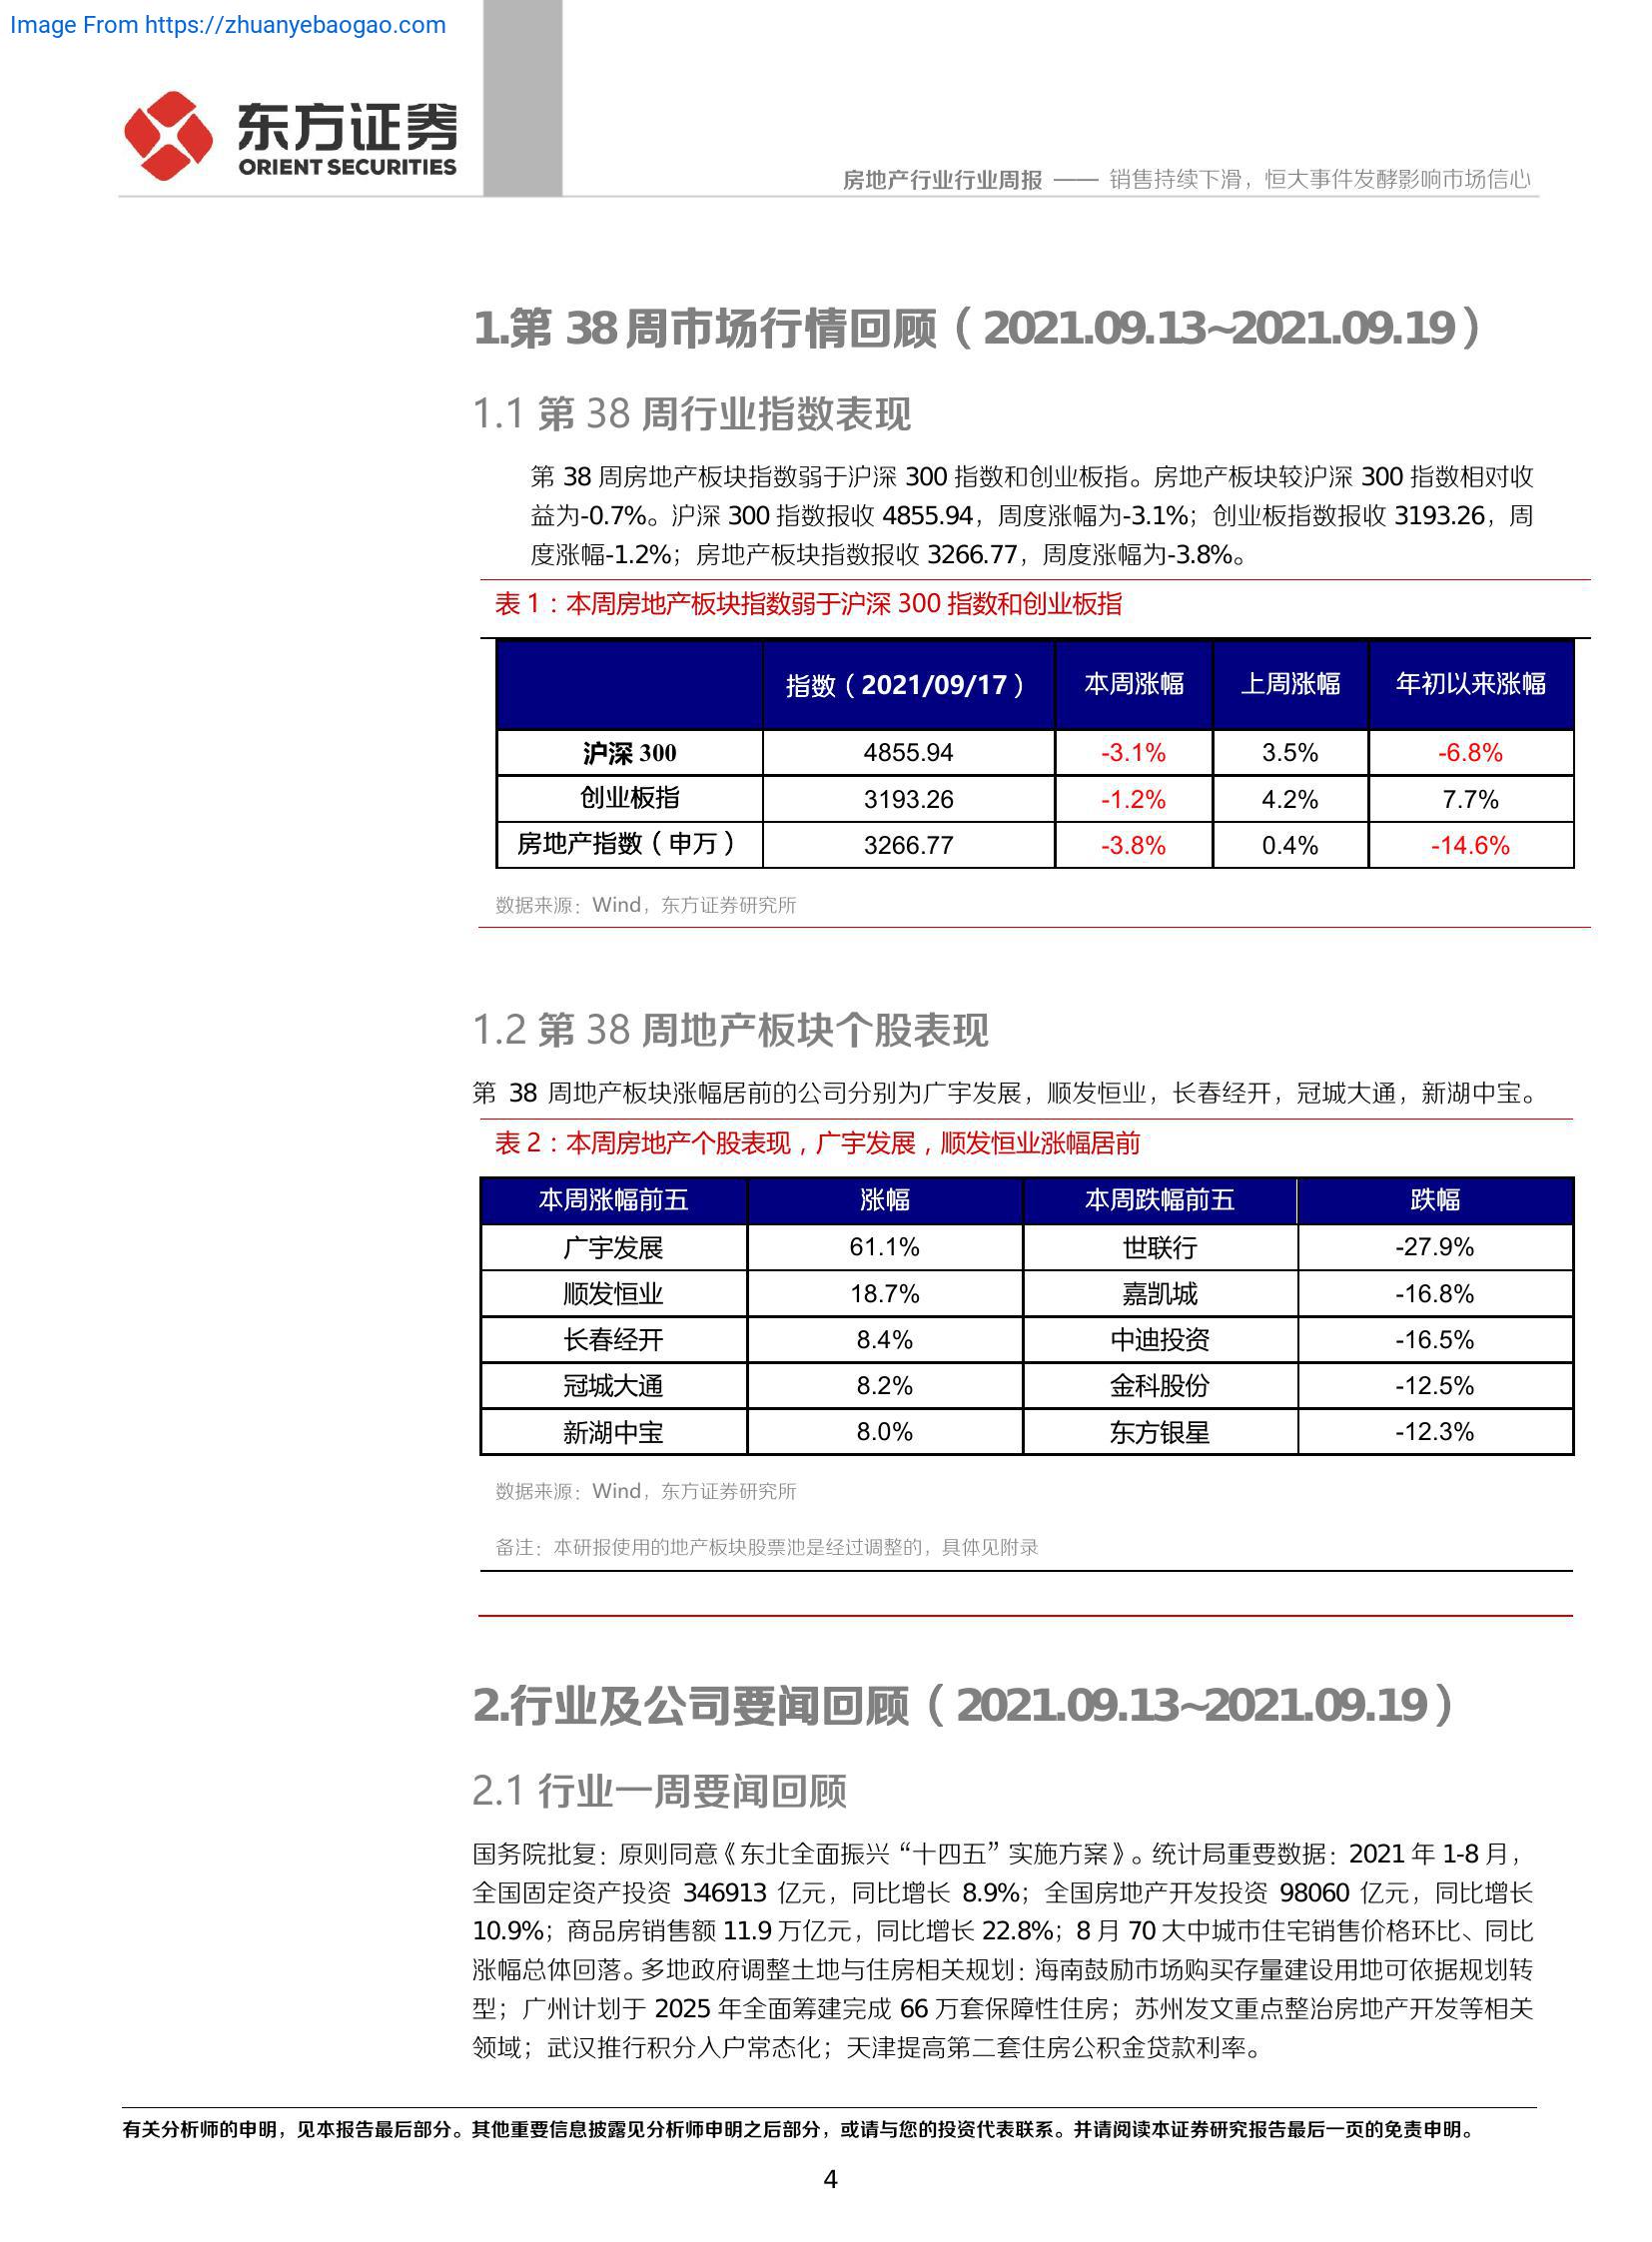 Image From https://zhuanyebaogao.com
东方证券
ORIENT SECURITIES
房地产行业行业周报 —— 销售持续下滑，恒大事件发酵影响市场信心
1.第 38 周市场行情回顾（2021.09.13~2021.09.19）
1.1 第 38 周行业指数表现
第 38 周房地产板块指数弱于沪深 300 指数和创业板指。房地产板块较沪深 300 指数相对收
益为-0.7%。沪深 300 指数报收 4855.94，周度涨幅为-3.1%；创业板指数报收 3193.26，周
度涨幅-1.2%；房地产板块指数报收 3266.77，周度涨幅为-3.8%。
表 1：本周房地产板块指数弱于沪深 300 指数和创业板指
指数（2021/09/17） 本周涨幅 上周涨幅 年初以来涨幅
沪深 300 4855.94 -3.1% 3.5% -6.8%
创业板指 3193.26 -1.2% 4.2% 7.7%
房地产指数（申万） 3266.77 -3.8% 0.4% -14.6%
数据来源：Wind，东方证券研究所
1.2 第 38 周地产板块个股表现
第 38 周地产板块涨幅居前的公司分别为广宇发展，顺发恒业，长春经开，冠城大通，新湖中宝。
表 2：本周房地产个股表现，广宇发展，顺发恒业涨幅居前
本周涨幅前五 涨幅 本周跌幅前五 跌幅
广宇发展 61.1% 世联行 -27.9%
顺发恒业 18.7% 嘉凯城 -16.8%
长春经开 8.4% 中迪投资 -16.5%
冠城大通 8.2% 金科股份 -12.5%
新湖中宝 8.0% 东方银星 -12.3%
数据来源：Wind，东方证券研究所
备注：本研报使用的地产板块股票池是经过调整的，具体见附录
2.行业及公司要闻回顾（2021.09.13~2021.09.19）
2.1 行业一周要闻回顾
国务院批复：原则同意《东北全面振兴“十四五”实施方案》。统计局重要数据：2021 年 1-8 月，
全国固定资产投资 346913 亿元，同比增长 8.9%；全国房地产开发投资 98060 亿元，同比增长
10.9%；商品房销售额 11.9 万亿元，同比增长 22.8%；8 月 70 大中城市住宅销售价格环比、同比
涨幅总体回落。多地政府调整土地与住房相关规划：海南鼓励市场购买存量建设用地可依据规划转
型；广州计划于 2025 年全面筹建完成 66 万套保障性住房；苏州发文重点整治房地产开发等相关
领域；武汉推行积分入户常态化；天津提高第二套住房公积金贷款利率。
有关分析师的申明，见本报告最后部分。其他重要信息披露见分析师申明之后部分，或请与您的投资代表联系。并请阅读本证券研究报告最后一页的免责申明。
4